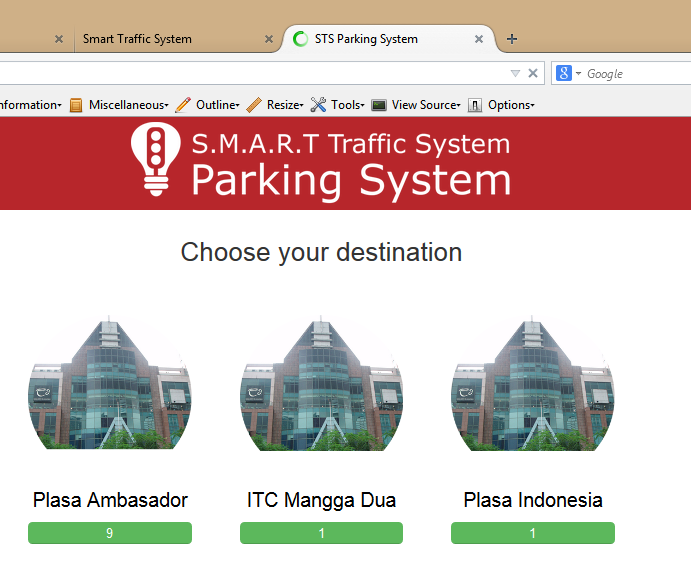 Smart Traffic System
STS Parking System
Google
nformation
Miscellaneous
Outline
Resize
Tools
View Source
Options
S.M.A.R.T Traffic System
Parking System
Choose your destination
Plasa Ambasador
ITC Mangga Dua
Plasa Indonesia
9
1
1